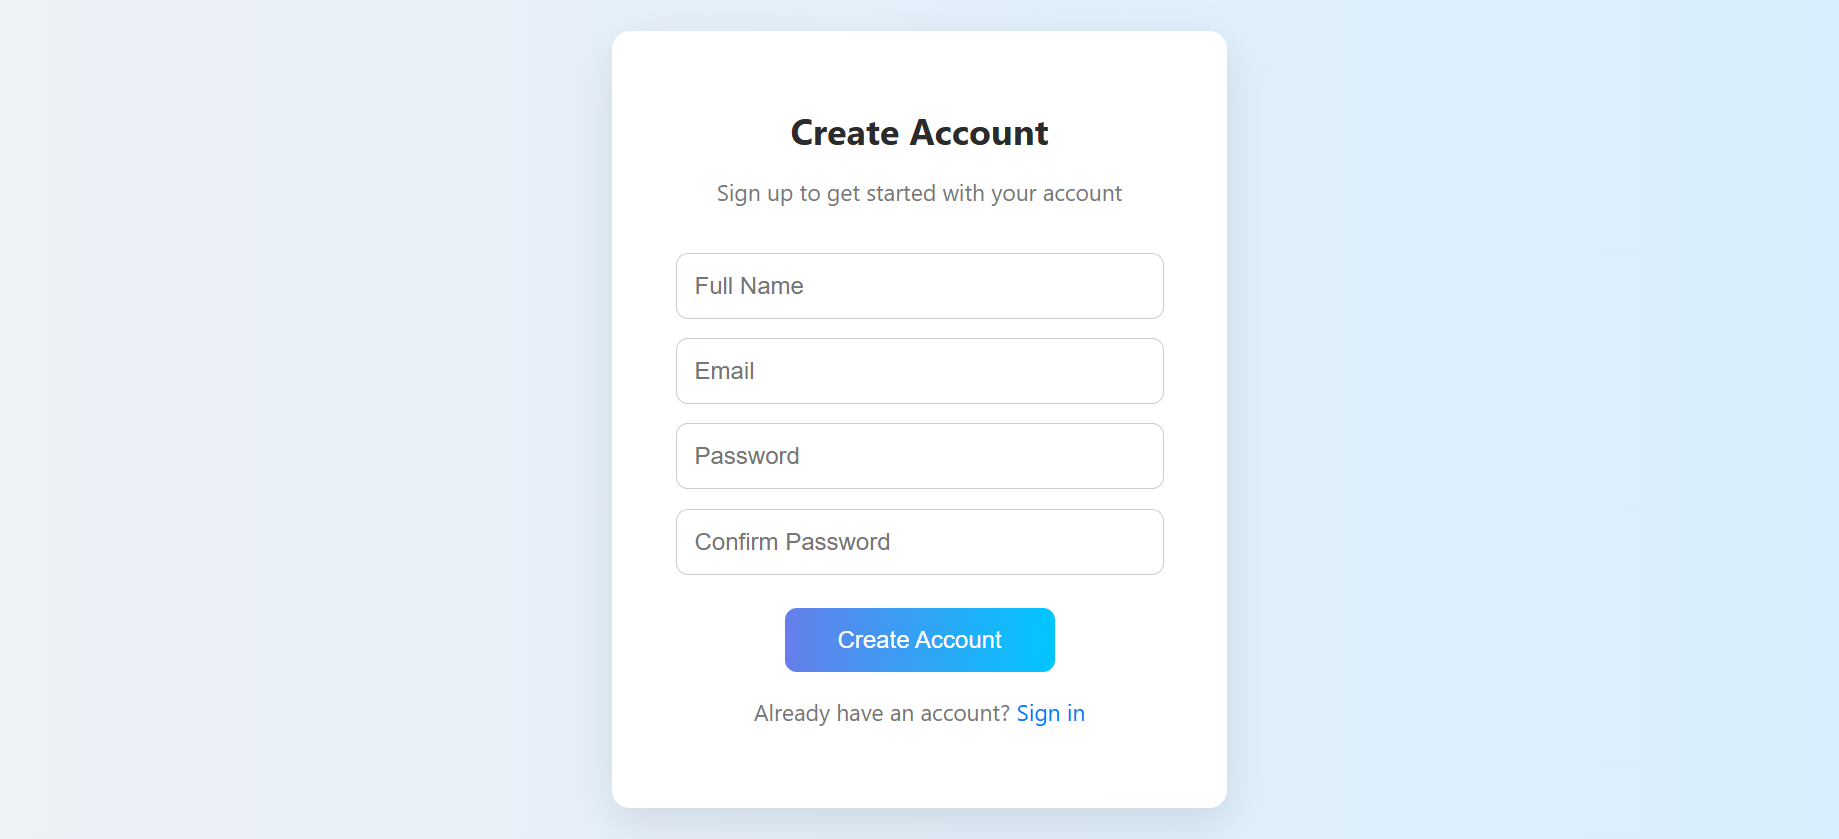 Create Account
Sign up to get started with your account
Full Name
Email
Password
Confirm Password
Create Account
Already have an account? Sign in